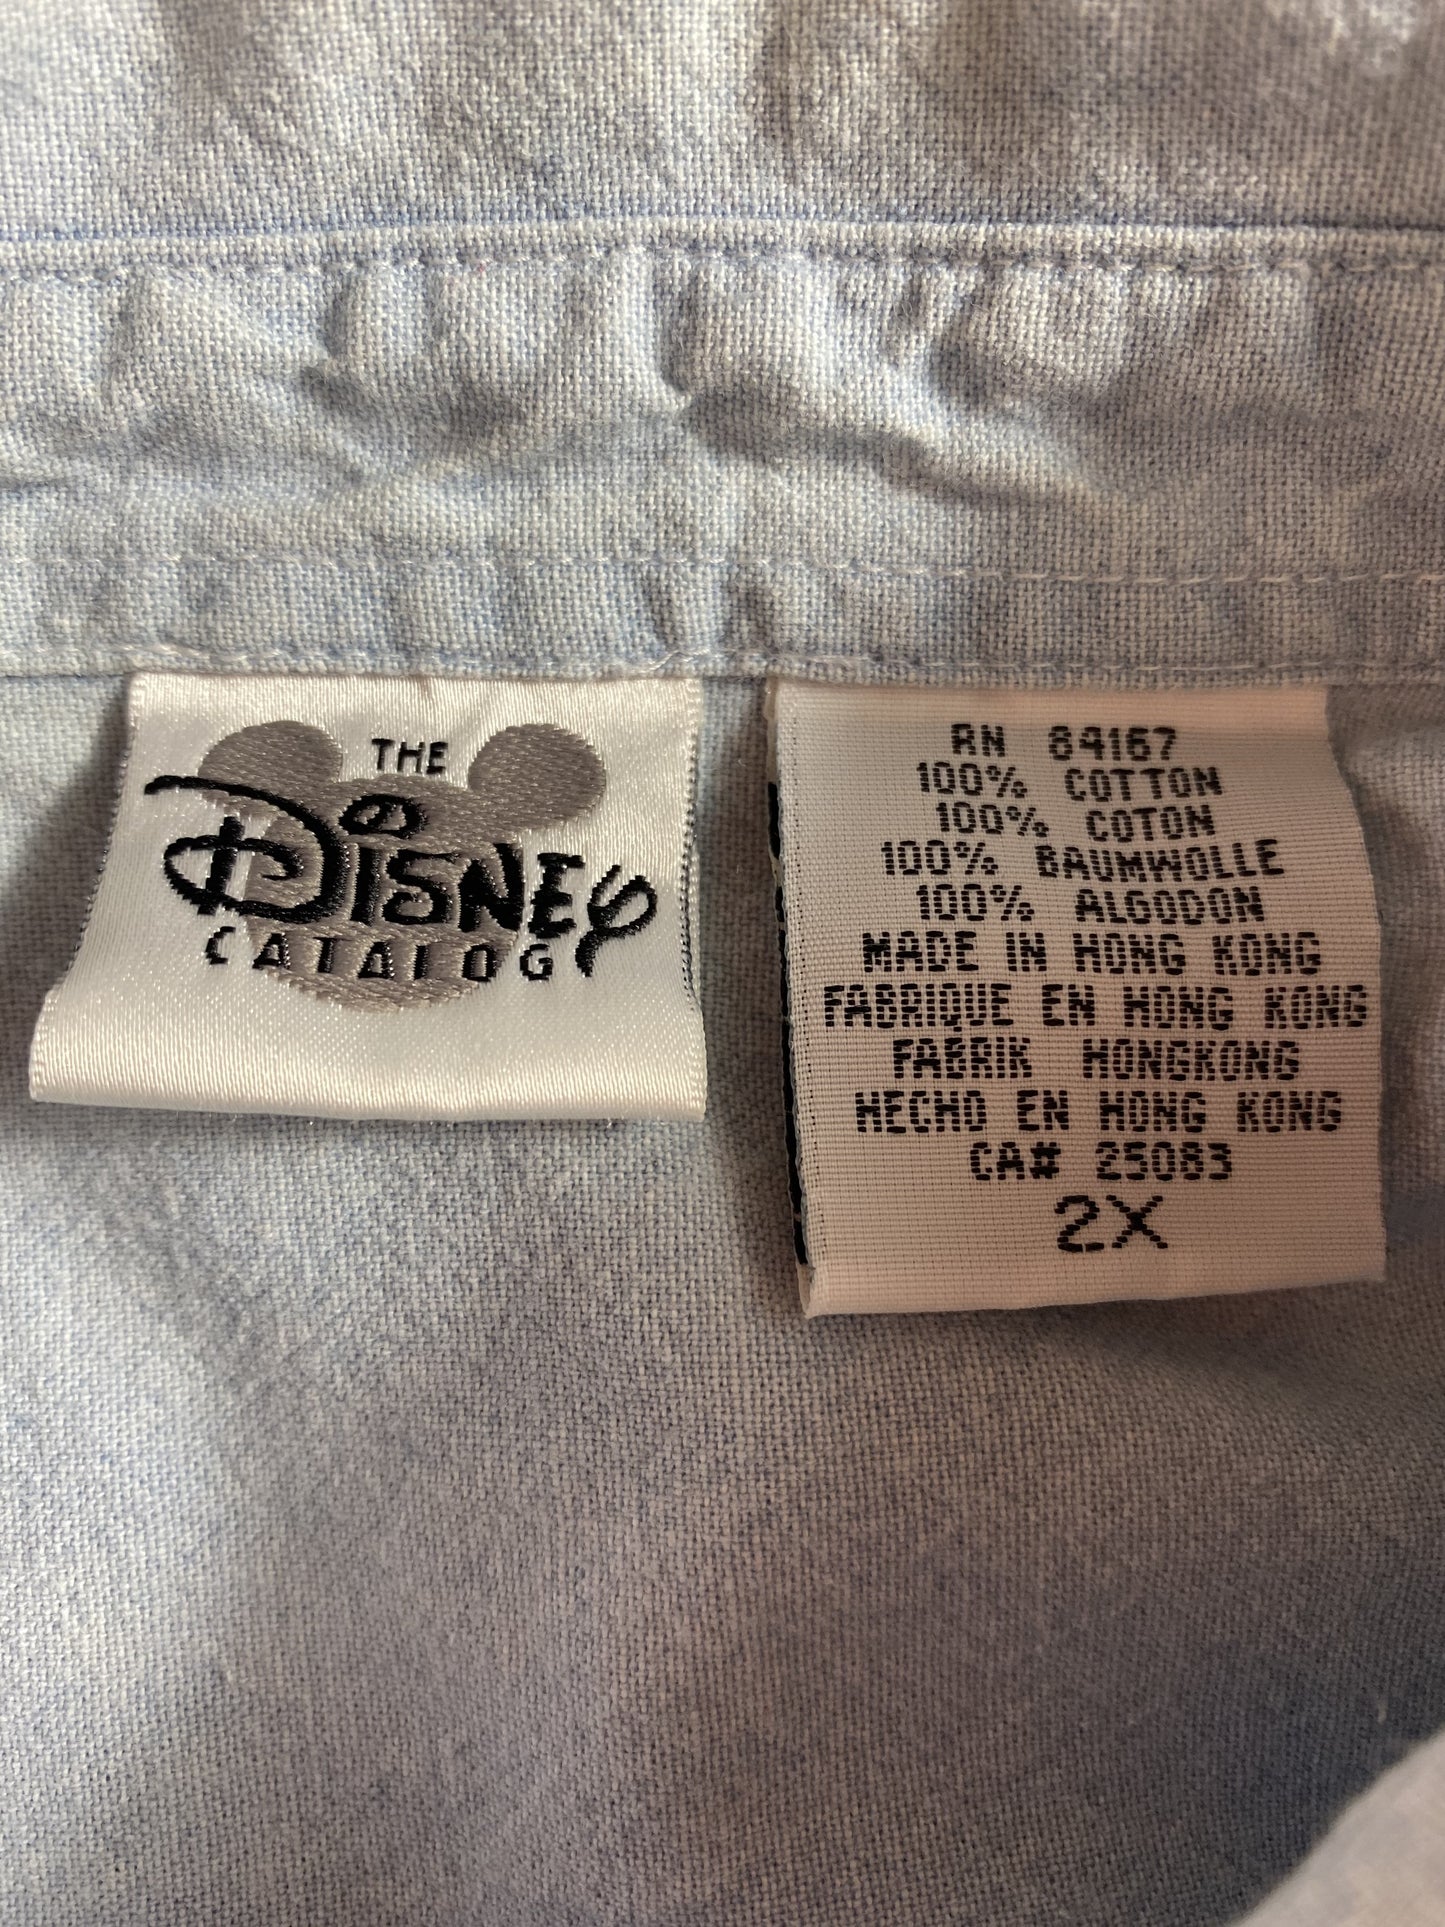 THE
DISNEY
CATALOG
RN 84167
100% COTTON
100% COTON
100% BAUMWOLLE
100% ALGODON
MADE IN HONG KONG
FABRIQUE EN HONG KONG
FABRIK HONGKONG
HECHO EN HONG KONG
CA# 25083
2X